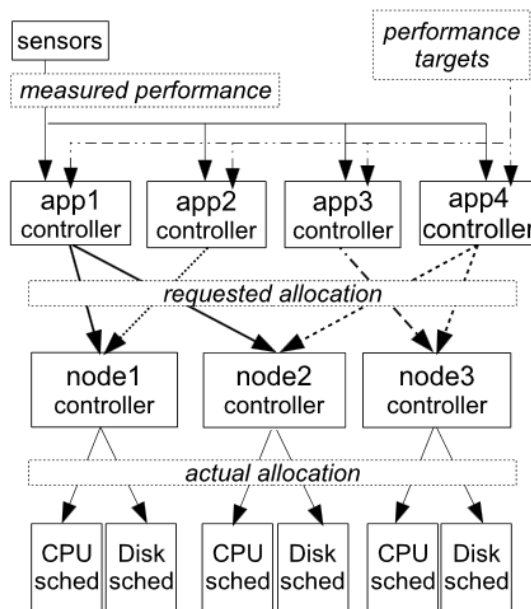 sensors
performance
targets
measured performance
app1
controller
app2
controller
app3
controller
app4
controller
requested allocation
node1
controller
node2
controller
node3
controller
actual allocation
CPU
sched
Disk
sched
CPU
sched
Disk
sched
CPU
sched
Disk
sched